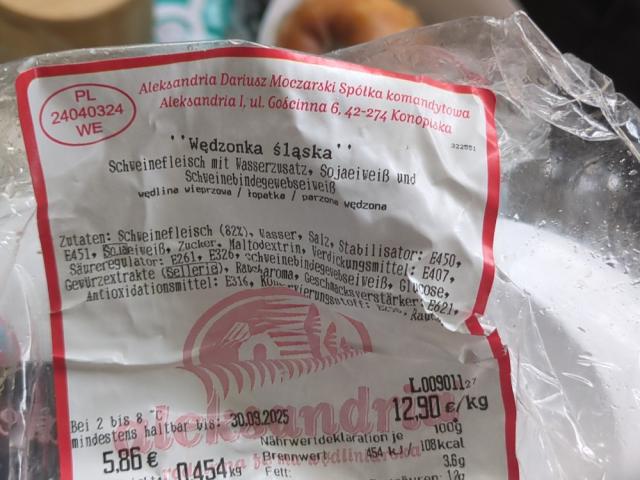 PL
24040324
WE
Aleksandria Dariusz Moczarski Spółka komandytowa
Aleksandria I, ul. Gościnna 6, 42-274 Konopiska
322551
''Wędzonka śląska''
Schweinefleisch mit Wasserzusatz, Sojaeiweiß und
Schweinebindegewebseiweiß
wędlina wieprzowa / łopatka / parzona wędzona
Zutaten: Schweinefleisch (82%), Wasser, Salz, Stabilisator: E450,
E451, Sojaeiweiß, Zucker, Maltodextrin, Verdickungsmittel: E407,
Säureregulator: E261, E326, Schweinebindegewebseiweiß, Glucose,
Gewürzextrakte (Sellerie), Raucharoma, Geschmacksverstärker: E621,
Antioxidationsmittel: E316,
aleksandria
L009011 27
Bei 2 bis 8 °C
mindestens haltbar bis: 30.09.2025
12,90 €/kg
5,86 €
0,454 kg
Nährwertdeklaration je 100g
Brennwert 454 kJ / 108kcal
Fett: 3.6g